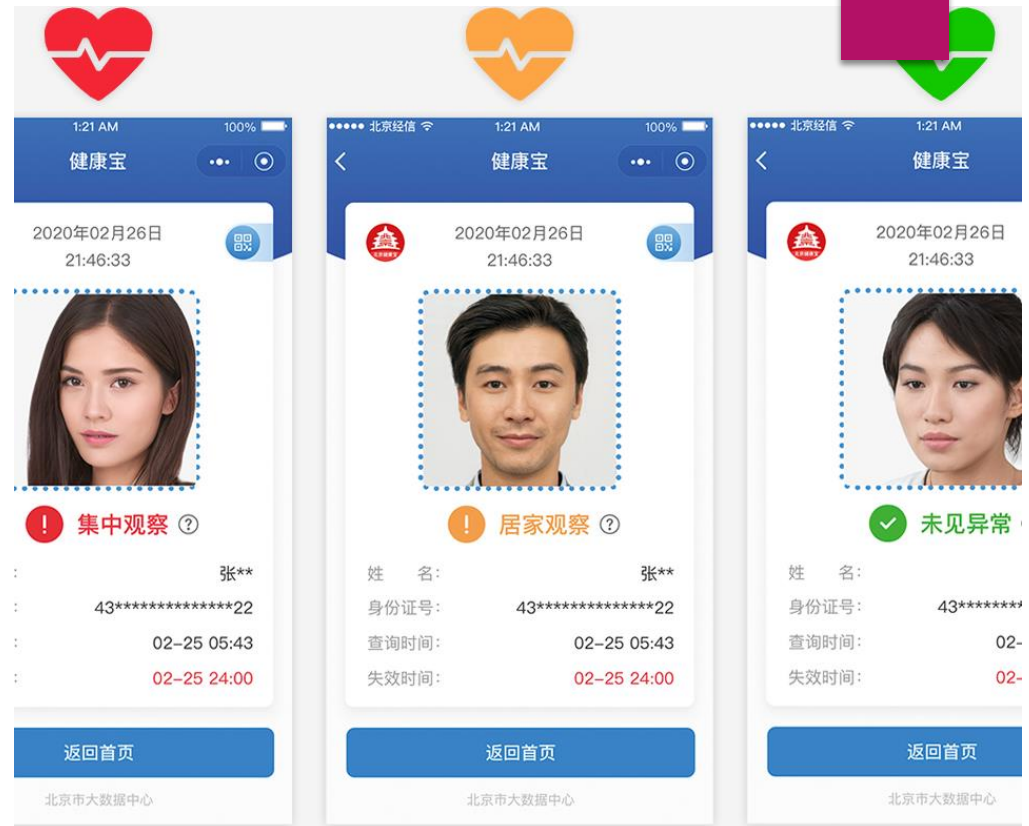 1:21 AM 100%
健康宝
2020年02月26日
21:46:33
集中观察
张**
43**************22
02-25 05:43
02-25 24:00
返回首页
北京市大数据中心
北京经信 1:21 AM 100%
健康宝
2020年02月26日
21:46:33
居家观察
姓 名: 张**
身份证号: 43**************22
查询时间: 02-25 05:43
失效时间: 02-25 24:00
返回首页
北京市大数据中心
北京经信 1:21 AM
健康宝
2020年02月26日
21:46:33
未见异常
姓 名:
身份证号: 43********
查询时间: 02-
失效时间: 02-
返回首页
北京市大数据中心